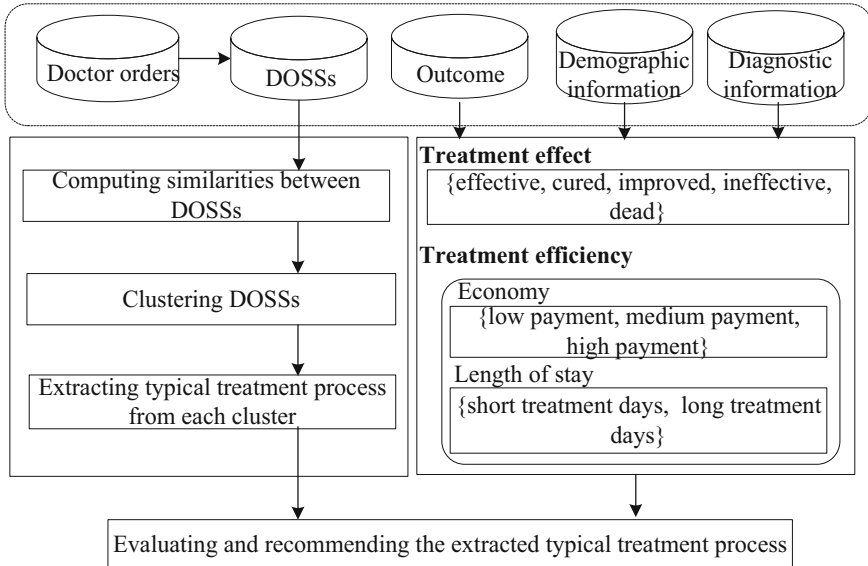 Doctor orders
DOSSs
Outcome
Demographic
information
Diagnostic
information
Computing similarities between
DOSSs
Clustering DOSSs
Extracting typical treatment process
from each cluster
Treatment effect
{effective, cured, improved, ineffective,
dead}
Treatment efficiency
Economy
{low payment, medium payment,
high payment}
Length of stay
{short treatment days, long treatment
days}
Evaluating and recommending the extracted typical treatment process